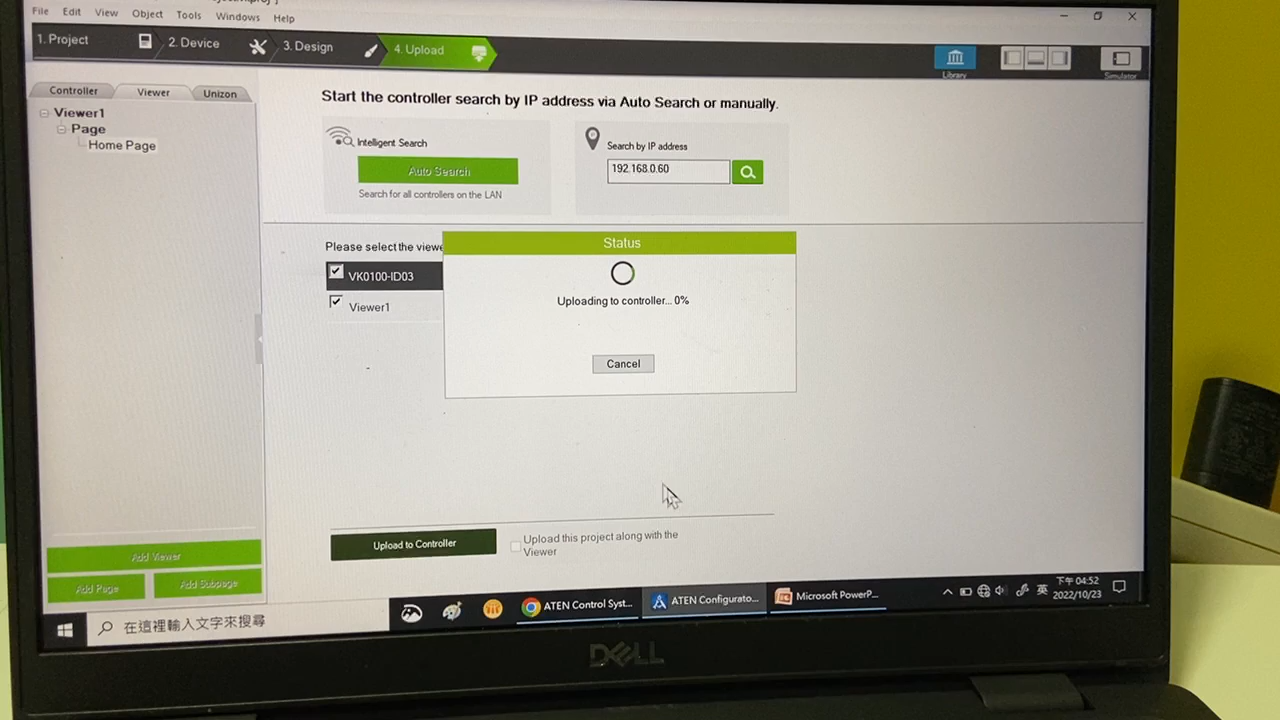 File Edit View Object Tools Windows Help
1. Project 2. Device 3. Design 4. Upload
Library Simulator
Controller Viewer Unizon
Viewer1
Page
Home Page
Start the controller search by IP address via Auto Search or manually.
Intelligent Search
Auto Search
Search for all controllers on the LAN
Search by IP address
192.168.0.60
Please select the viewe
VK0100-ID03
Viewer1
Status
Uploading to controller... 0%
Cancel
Upload to Controller
Upload this project along with the
Viewer
Add Viewer
Add Page Add Subpage
在這裡輸入文字來搜尋
ATEN Control Syst... ATEN Configurato... Microsoft PowerP...
英
下午 04:52
2022/10/23
DELL